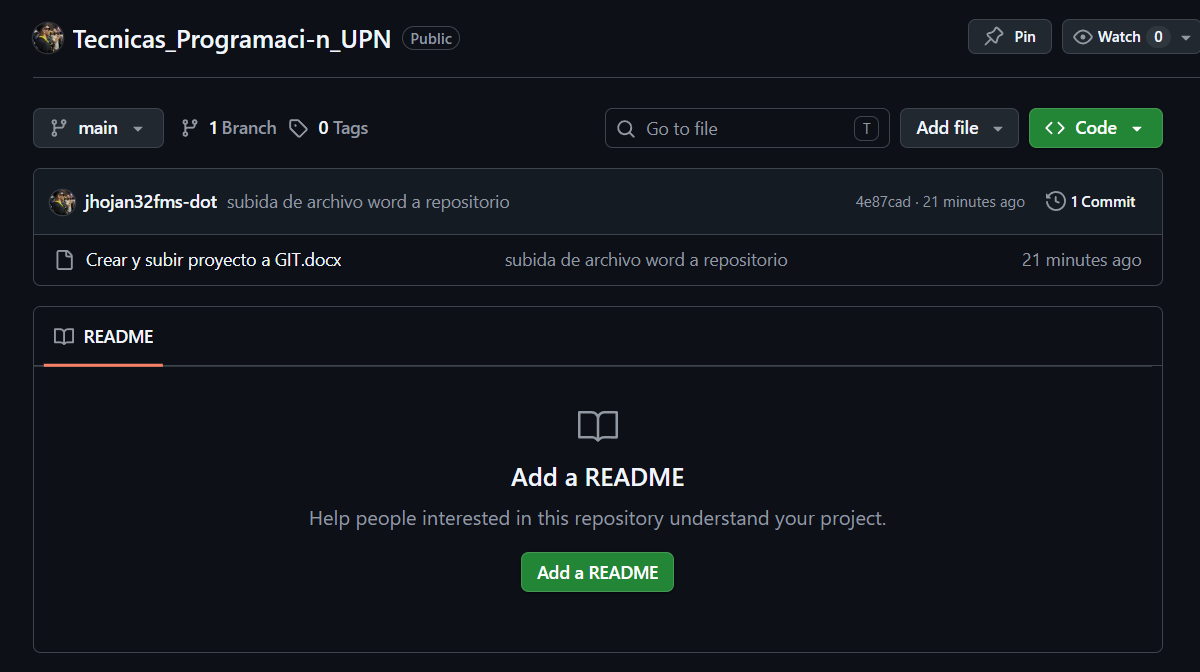 Tecnicas_Programaci-n_UPN Public Pin Watch 0
main 1 Branch 0 Tags Go to file T Add file Code
jhojan32fms-dot subida de archivo word a repositorio 4e87cad · 21 minutes ago 1 Commit
Crear y subir proyecto a GIT.docx subida de archivo word a repositorio 21 minutes ago
README
Add a README
Help people interested in this repository understand your project.
Add a README